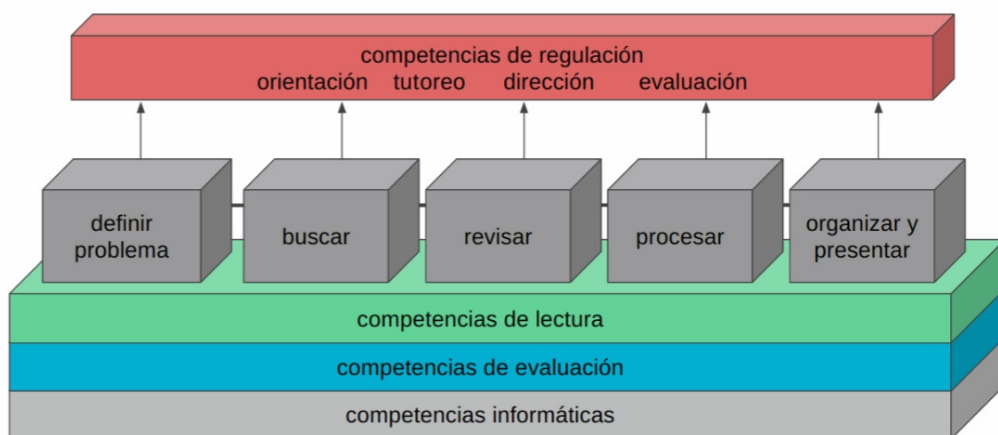 competencias de regulación
orientación tutoreo dirección evaluación
definir
problema
buscar
revisar
procesar
organizar y
presentar
competencias de lectura
competencias de evaluación
competencias informáticas